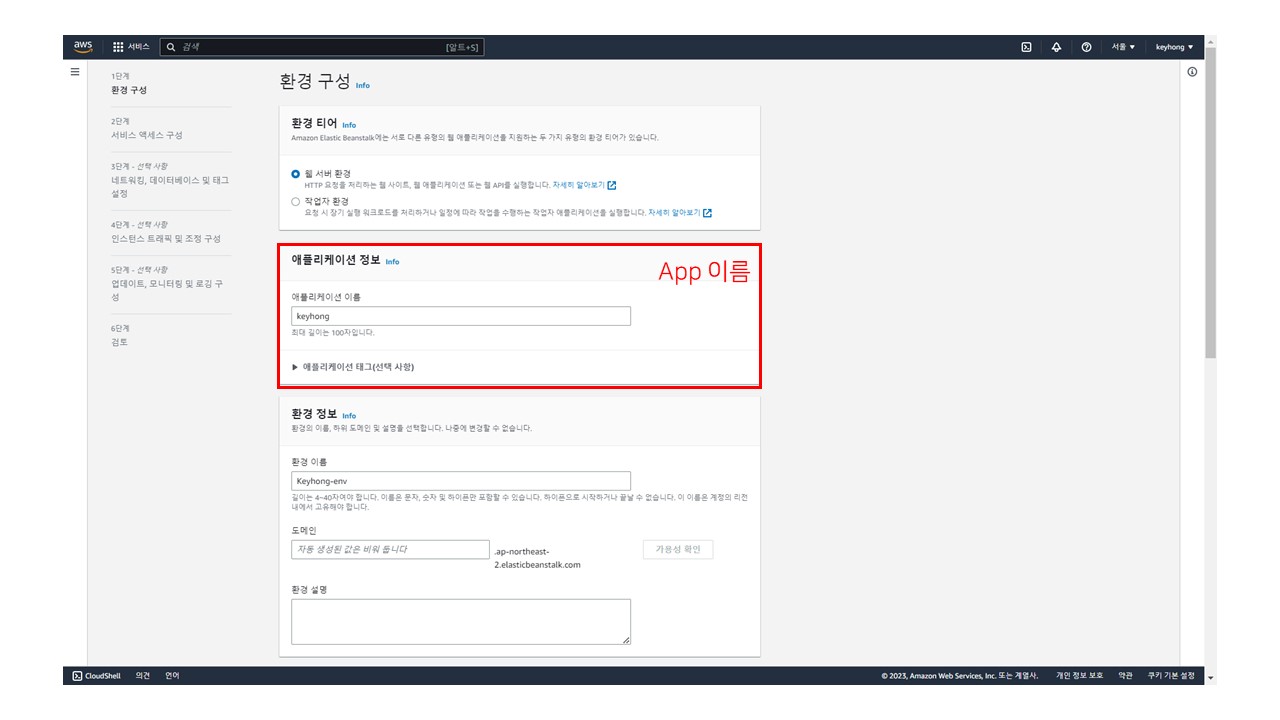 aws
서비스
검색
[알트+S]
서울 ▼
keyhong ▼
1단계
환경 구성
2단계
서비스 액세스 구성
3단계 - 선택 사항
네트워킹, 데이터베이스 및 태그
설정
4단계 - 선택 사항
인스턴스 트래픽 및 조정 구성
5단계 - 선택 사항
업데이트, 모니터링 및 로깅 구
성
6단계
검토
환경 구성 Info
환경 티어 Info
Amazon Elastic Beanstalk에는 서로 다른 유형의 웹 애플리케이션을 지원하는 두 가지 유형의 환경 티어가 있습니다.
웹 서버 환경
HTTP 요청을 처리하는 웹 사이트, 웹 애플리케이션 또는 웹 API를 실행합니다. 자세히 알아보기
작업자 환경
요청 시 장기 실행 워크로드를 처리하거나 일정에 따라 작업을 수행하는 작업자 애플리케이션을 실행합니다. 자세히 알아보기
애플리케이션 정보 Info
App 이름
애플리케이션 이름
keyhong
최대 길이는 100자입니다.
▶ 애플리케이션 태그(선택 사항)
환경 정보 Info
환경의 이름, 하위 도메인 및 설명을 선택합니다. 나중에 변경할 수 없습니다.
환경 이름
Keyhong-env
길이는 4~40자여야 합니다. 이름은 문자, 숫자 및 하이픈만 포함할 수 있습니다. 하이픈으로 시작하거나 끝날 수 없습니다. 이 이름은 계정의 리전
내에서 고유해야 합니다.
도메인
자동 생성된 값은 비워 둡니다
.ap-northeast-
2.elasticbeanstalk.com
가용성 확인
환경 설명
CloudShell
의견
언어
© 2023, Amazon Web Services, Inc. 또는 계열사.
개인 정보 보호
약관
쿠키 기본 설정